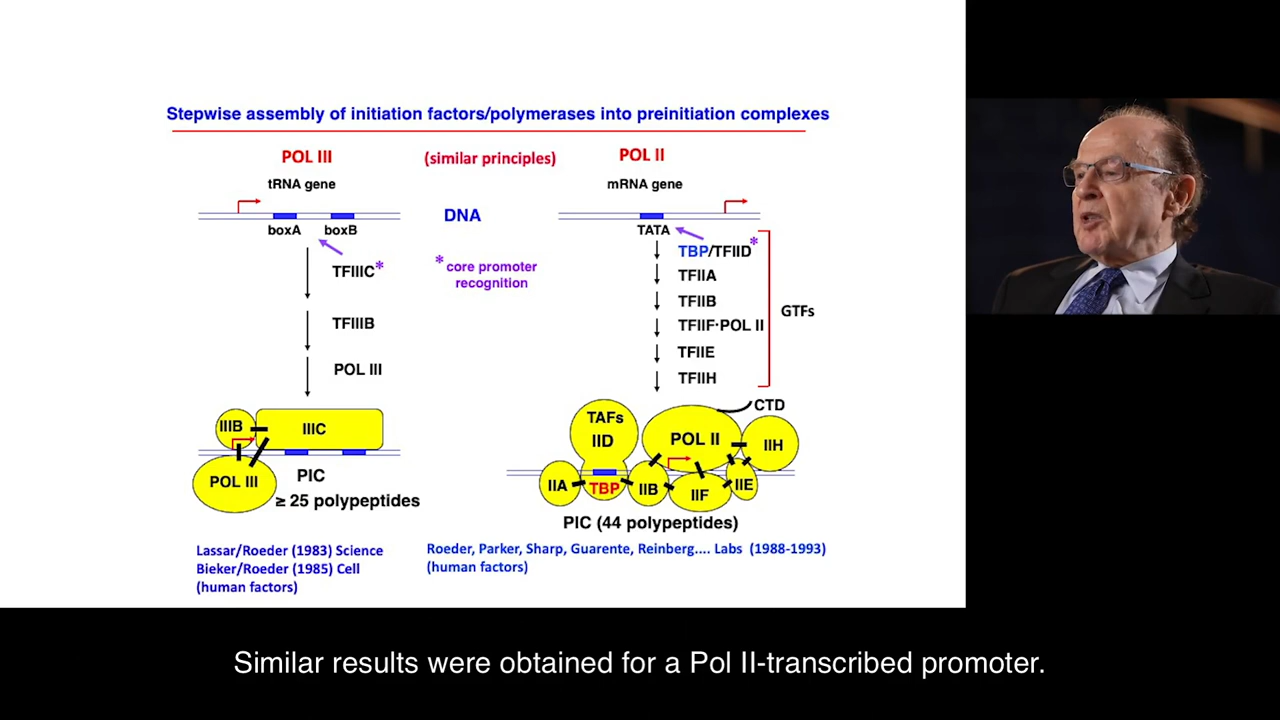 Stepwise assembly of initiation factors/polymerases into preinitiation complexes
POL III
(similar principles)
POL II
tRNA gene
mRNA gene
DNA
boxA
boxB
TATA
TFIIIC*
* core promoter
recognition
TBP/TFIID*
TFIIA
TFIIB
TFIIF·POL II
TFIIE
TFIIH
GTFs
TFIIIB
POL III
IIIB
IIIC
POL III
PIC
≥ 25 polypeptides
TAFs
IID
POL II
CTD
IIH
IIA
TBP
IIB
IIF
IIE
PIC (44 polypeptides)
Lassar/Roeder (1983) Science
Bieker/Roeder (1985) Cell
(human factors)
Roeder, Parker, Sharp, Guarente, Reinberg.... Labs (1988-1993)
(human factors)
Similar results were obtained for a Pol II-transcribed promoter.